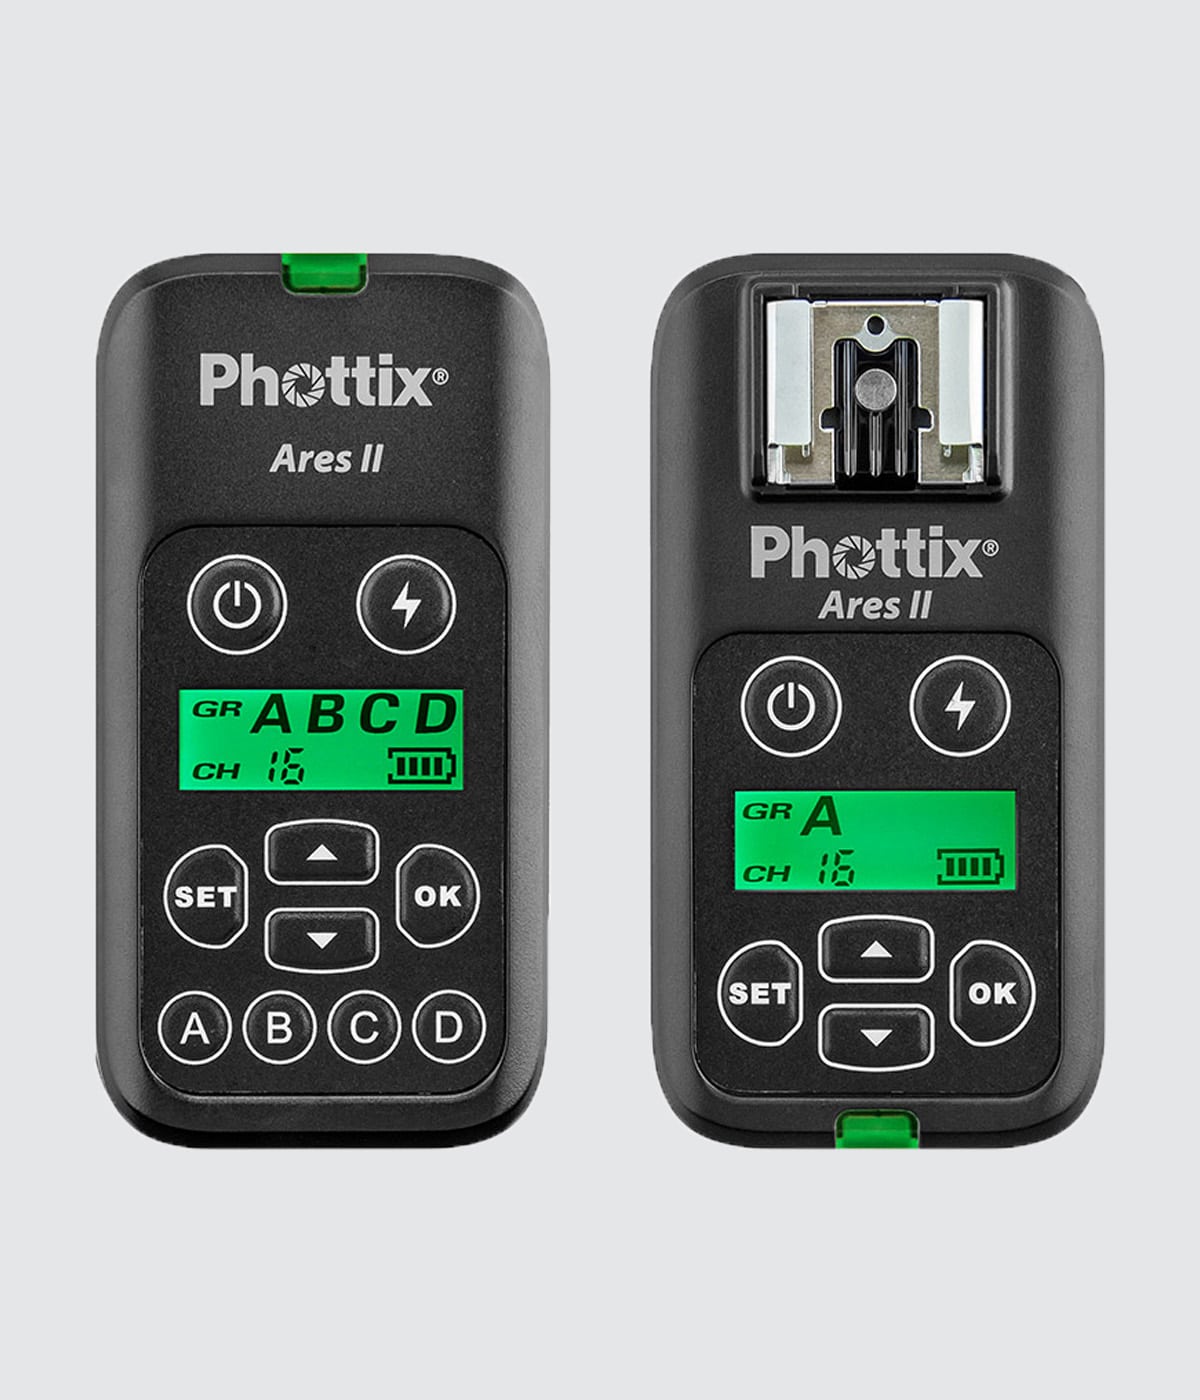 Phottix®
Ares II
GR A B C D
CH 16
SET
OK
A B C D
Phottix®
Ares II
GR A
CH 16
SET
OK